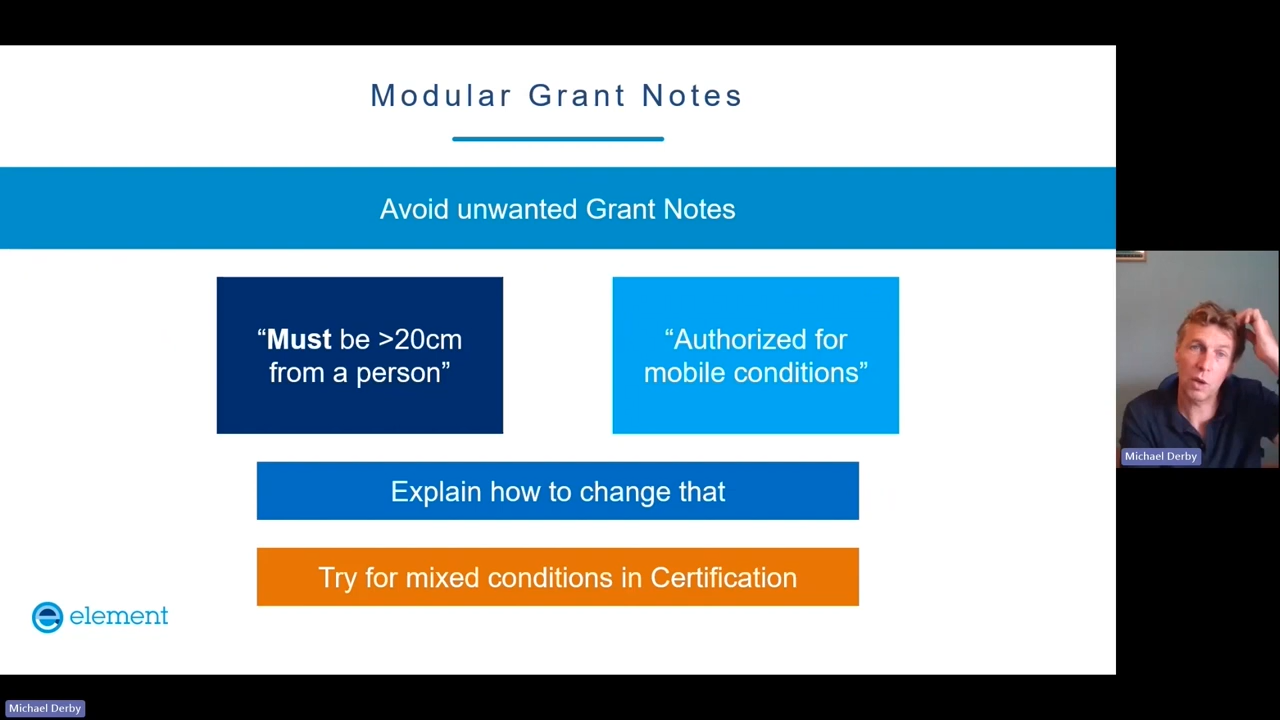 Modular Grant Notes
Avoid unwanted Grant Notes
“Must be >20cm
from a person”
“Authorized for
mobile conditions”
Explain how to change that
Try for mixed conditions in Certification
element
Michael Derby
Michael Derby